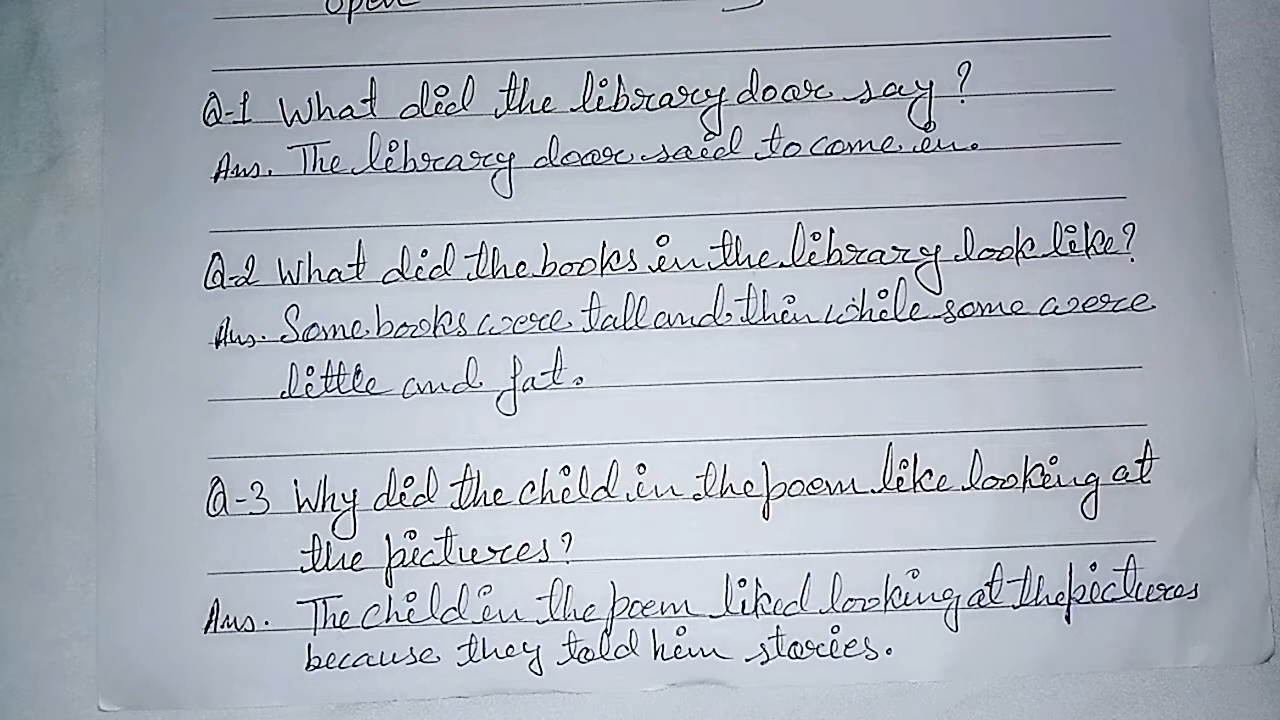 open
Q-1 What did the library door say?
Ans. The library door said to come in.
Q-2 What did the books in the library look like?
Ans. Some books were tall and thin while some were
little and fat.
Q-3 Why did the child in the poem like looking at
the pictures?
Ans. The child in the poem liked looking at the pictures
because they told him stories.